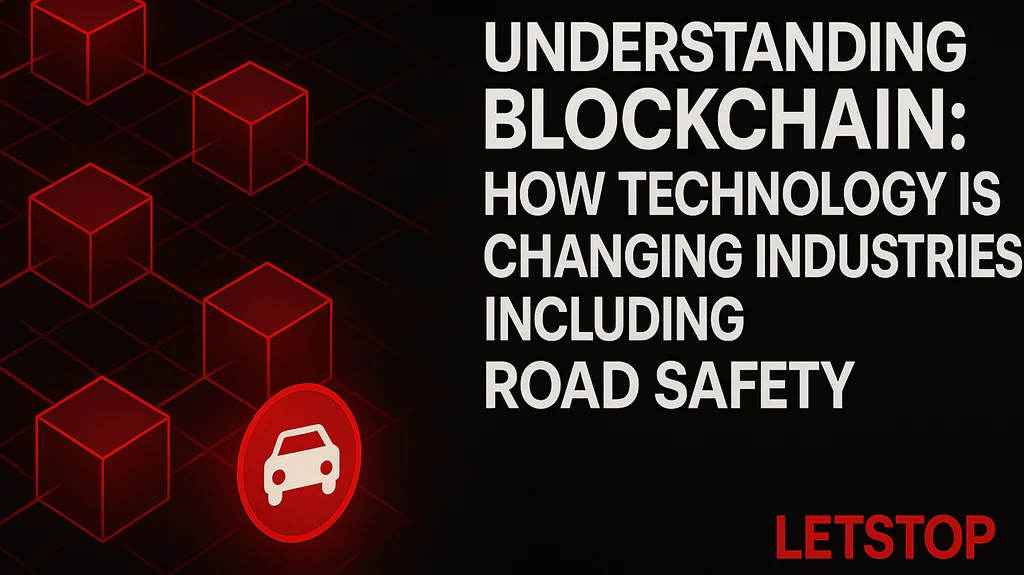 UNDERSTANDING
BLOCKCHAIN:
HOW TECHNOLOGY IS
CHANGING INDUSTRIES
INCLUDING
ROAD SAFETY
LETSTOP